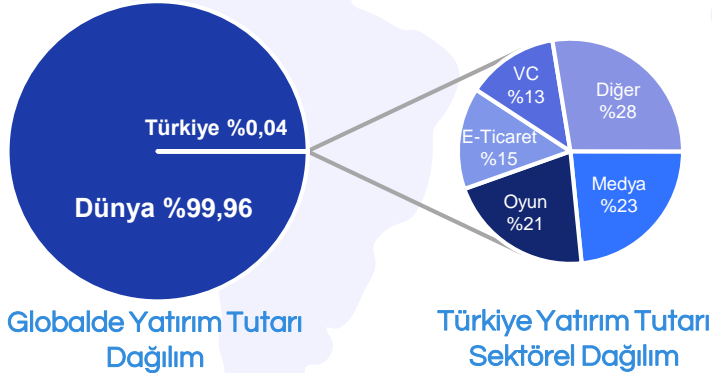 Türkiye %0,04
Dünya %99,96
Globalde Yatırım Tutarı
Dağılım
VC
%13
Diğer
%28
E-Ticaret
%15
Medya
%23
Oyun
%21
Türkiye Yatırım Tutarı
Sektörel Dağılım